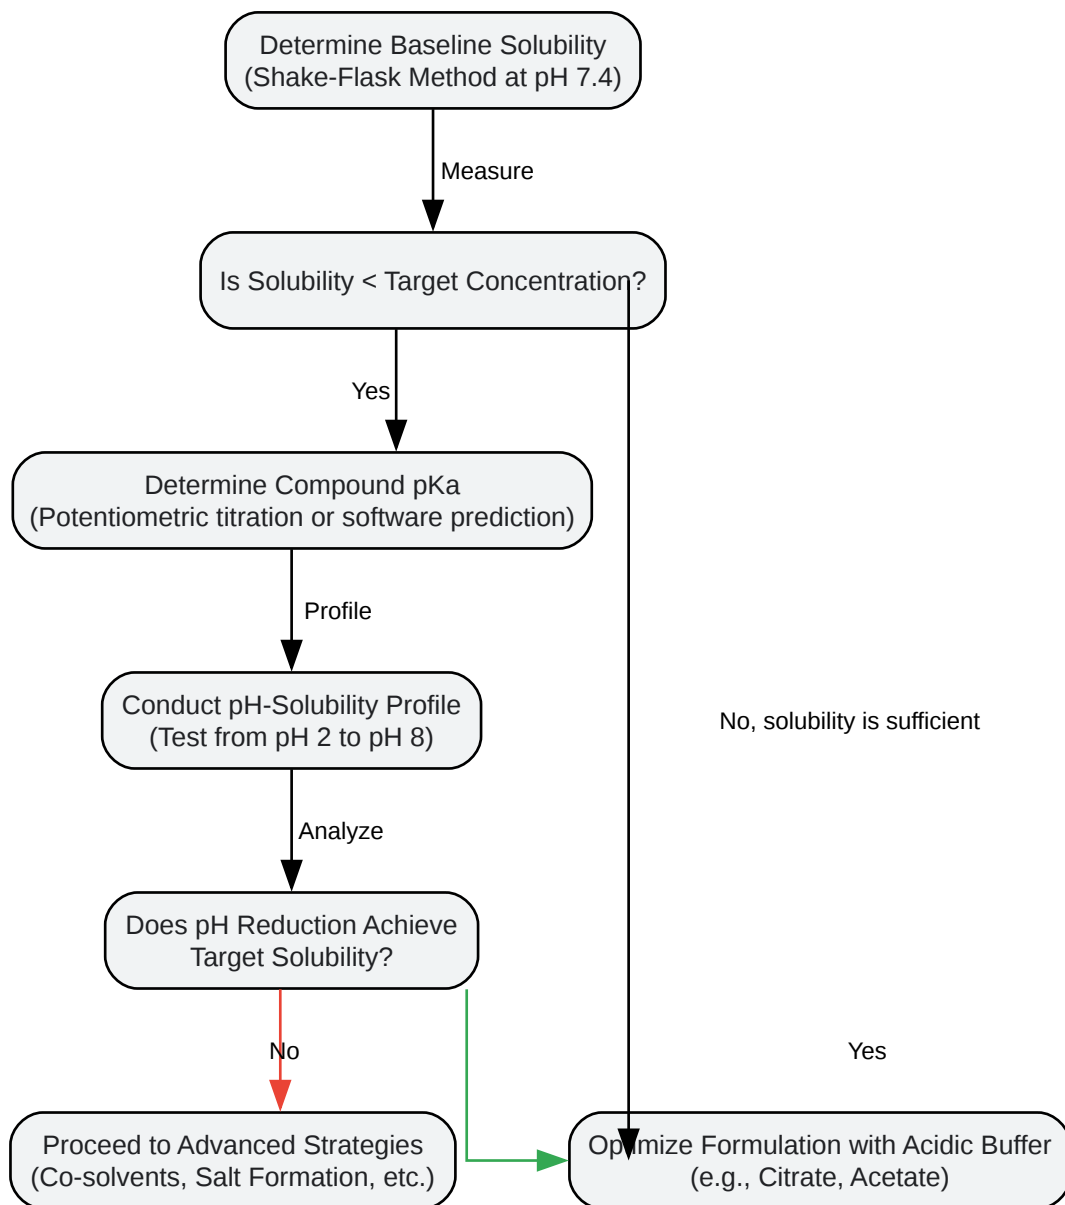 Determine Baseline Solubility
(Shake-Flask Method at pH 7.4)
Measure
Is Solubility < Target Concentration?
Yes
Determine Compound pKa
(Potentiometric titration or software prediction)
Profile
Conduct pH-Solubility Profile
(Test from pH 2 to pH 8)
No, solubility is sufficient
Analyze
Does pH Reduction Achieve
Target Solubility?
No
Yes
Proceed to Advanced Strategies
(Co-solvents, Salt Formation, etc.)
Optimize Formulation with Acidic Buffer
(e.g., Citrate, Acetate)